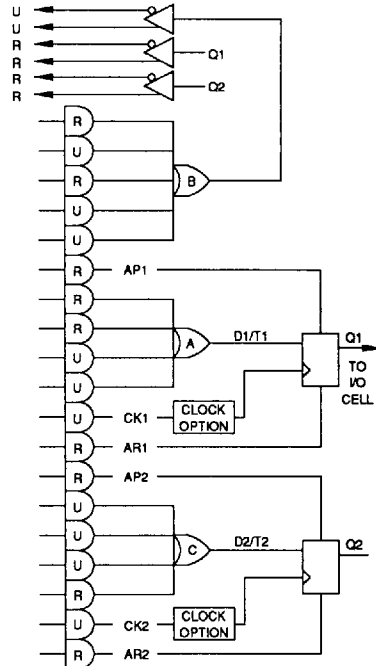 U
U
R
R Q1
R
R Q2
R
U
R
U B
U
R AP1
R
R A D1/T1 Q1
U TO
U I/O
U CK1 CLOCK OPTION CELL
R AR1
R AP2
U
U
U C D2/T2 Q2
R
U CK2 CLOCK OPTION
R AR2